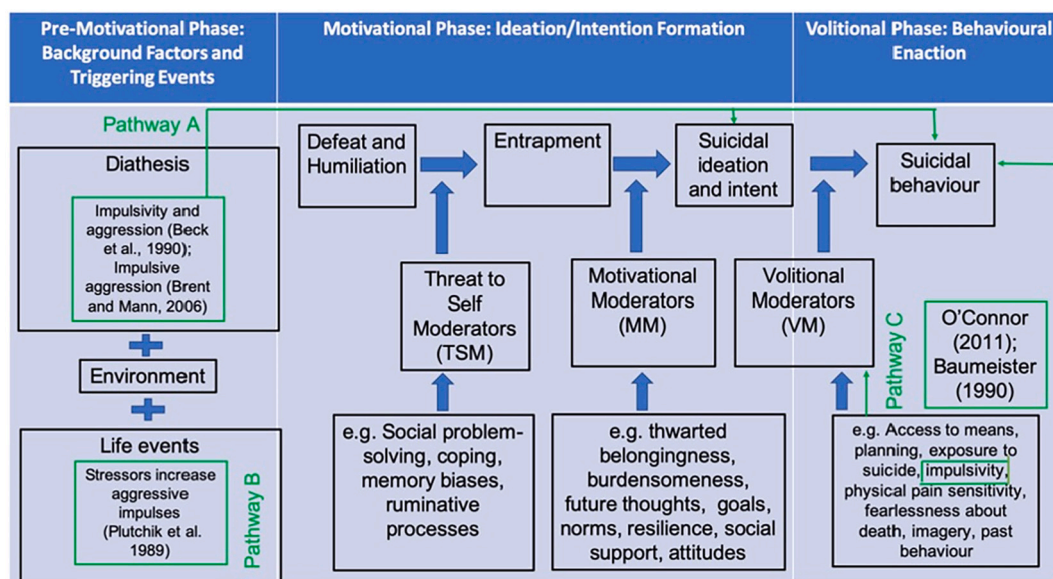 Pre-Motivational Phase:
Background Factors and
Triggering Events
Motivational Phase: Ideation/Intention Formation
Volitional Phase: Behavioural
Enaction
Pathway A
Diathesis
Impulsivity and
aggression (Beck
et al., 1990);
Impulsive
aggression (Brent
and Mann, 2006)
Environment
Life events
Stressors increase
aggressive
impulses
(Plutchik et al.
1989)
Pathway B
Defeat and
Humiliation
Entrapment
Suicidal
ideation
and intent
Suicidal
behaviour
Threat to
Self
Moderators
(TSM)
Motivational
Moderators
(MM)
Volitional
Moderators
(VM)
Pathway C
O'Connor
(2011);
Baumeister
(1990)
e.g. Social problem-
solving, coping,
memory biases,
ruminative
processes
e.g. thwarted
belongingness,
burdensomeness,
future thoughts, goals,
norms, resilience, social
support, attitudes
e.g. Access to means,
planning, exposure to
suicide, impulsivity,
physical pain sensitivity,
fearlessness about
death, imagery, past
behaviour